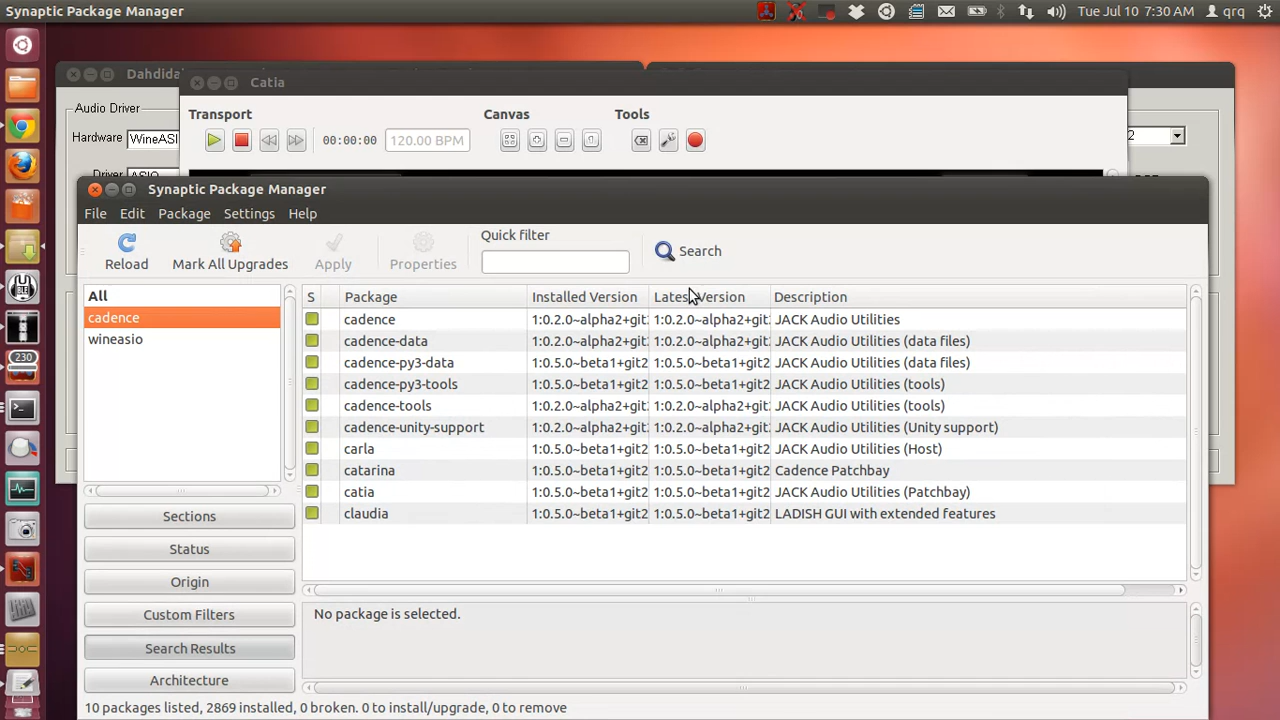 Synaptic Package Manager
Tue Jul 10 7:30 AM qrq
Dahdida
Catia
Audio Driver
Transport Canvas Tools
Hardware WineASI
00:00:00 120.00 BPM
2
Synaptic Package Manager
File Edit Package Settings Help
Quick filter
Reload Mark All Upgrades Apply Properties Search
All
cadence
wineasio
S Package Installed Version Latest Version Description
cadence 1:0.2.0~alpha2+git 1:0.2.0~alpha2+git JACK Audio Utilities
cadence-data 1:0.2.0~alpha2+git 1:0.2.0~alpha2+git JACK Audio Utilities (data files)
cadence-py3-data 1:0.5.0~beta1+git2 1:0.5.0~beta1+git2 JACK Audio Utilities (data files)
cadence-py3-tools 1:0.5.0~beta1+git2 1:0.5.0~beta1+git2 JACK Audio Utilities (tools)
cadence-tools 1:0.2.0~alpha2+git 1:0.2.0~alpha2+git JACK Audio Utilities (tools)
cadence-unity-support 1:0.2.0~alpha2+git 1:0.2.0~alpha2+git JACK Audio Utilities (Unity support)
carla 1:0.5.0~beta1+git2 1:0.5.0~beta1+git2 JACK Audio Utilities (Host)
catarina 1:0.5.0~beta1+git2 1:0.5.0~beta1+git2 Cadence Patchbay
catia 1:0.5.0~beta1+git2 1:0.5.0~beta1+git2 JACK Audio Utilities (Patchbay)
claudia 1:0.5.0~beta1+git2 1:0.5.0~beta1+git2 LADISH GUI with extended features
230
Sections
Status
Origin
Custom Filters
Search Results
Architecture
No package is selected.
10 packages listed, 2869 installed, 0 broken. 0 to install/upgrade, 0 to remove